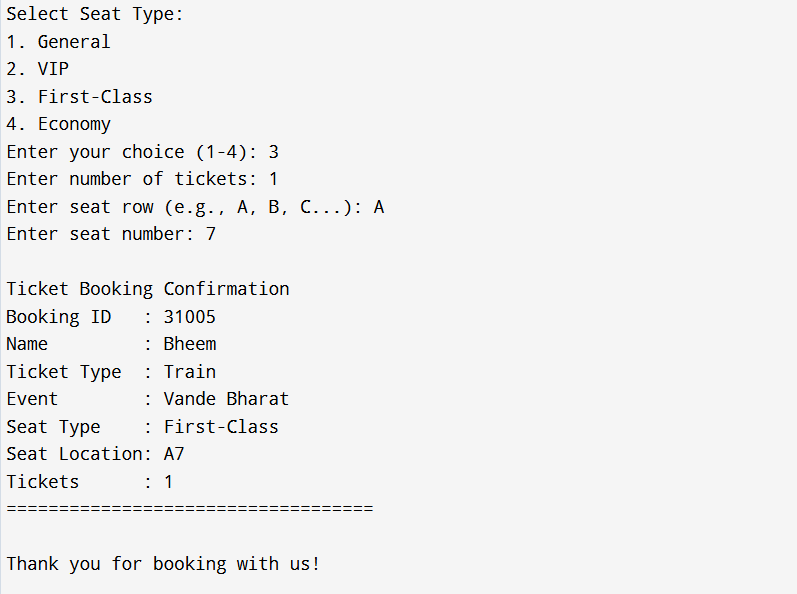 Select Seat Type:
1. General
2. VIP
3. First-Class
4. Economy
Enter your choice (1-4): 3
Enter number of tickets: 1
Enter seat row (e.g., A, B, C...): A
Enter seat number: 7

Ticket Booking Confirmation
Booking ID   : 31005
Name         : Bheem
Ticket Type  : Train
Event        : Vande Bharat
Seat Type    : First-Class
Seat Location: A7
Tickets      : 1
===================================

Thank you for booking with us!